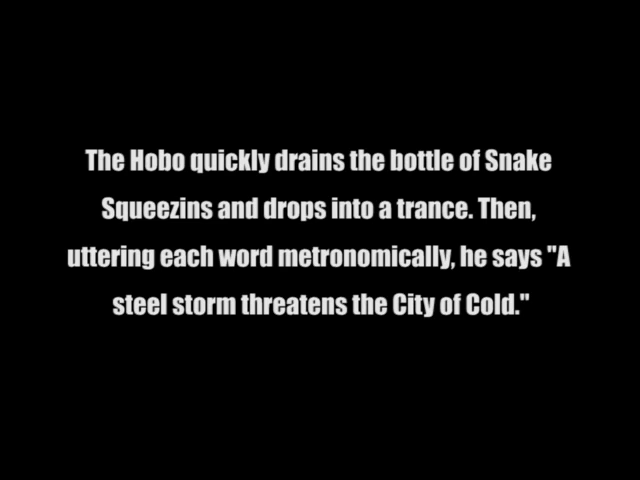 The Hobo quickly drains the bottle of Snake
Squeezins and drops into a trance. Then,
uttering each word metronomically, he says "A
steel storm threatens the City of Cold."